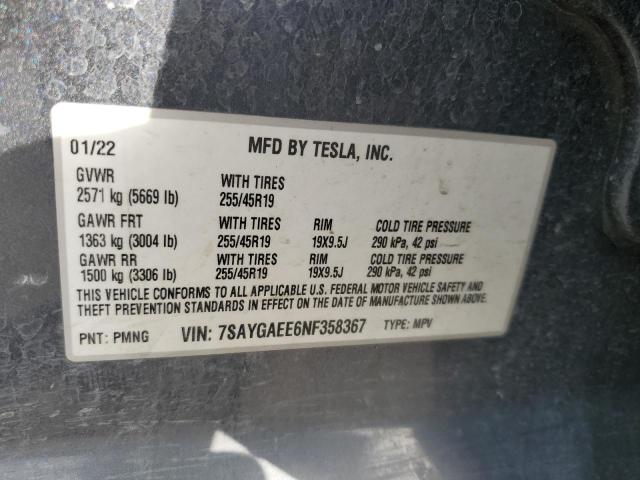 01/22 MFD BY TESLA, INC.
GVWR WITH TIRES
2571 kg (5669 lb) 255/45R19
GAWR FRT WITH TIRES RIM COLD TIRE PRESSURE
1363 kg (3004 lb) 255/45R19 19X9.5J 290 kPa, 42 psi
GAWR RR WITH TIRES RIM COLD TIRE PRESSURE
1500 kg (3306 lb) 255/45R19 19X9.5J 290 kPa, 42 psi
THIS VEHICLE CONFORMS TO ALL APPLICABLE U.S. FEDERAL MOTOR VEHICLE SAFETY AND
THEFT PREVENTION STANDARDS IN EFFECT ON THE DATE OF MANUFACTURE SHOWN ABOVE.
PNT: PMNG VIN: 7SAYGAEE6NF358367 TYPE: MPV